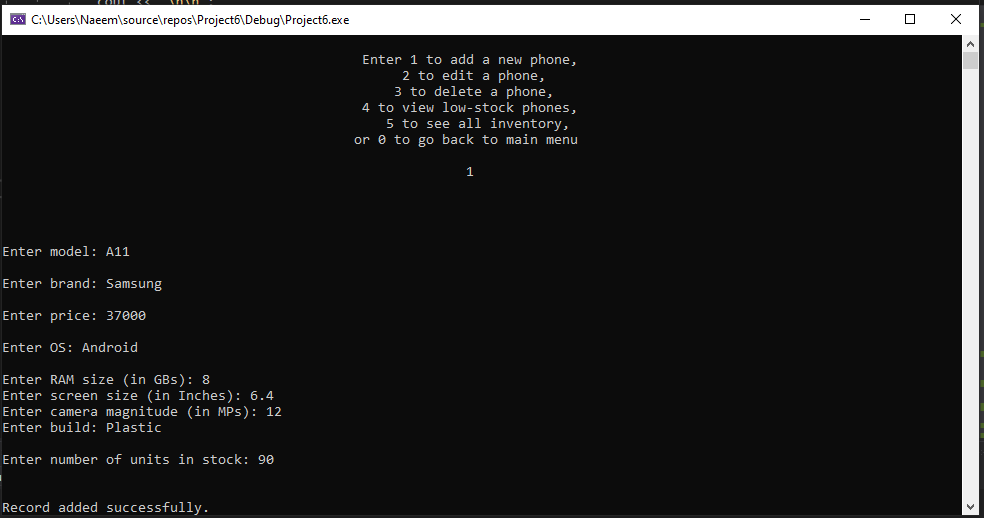 cout << "\n\n";
C:\Users\Naeem\source\repos\Project6\Debug\Project6.exe
Enter 1 to add a new phone,
2 to edit a phone,
3 to delete a phone,
4 to view low-stock phones,
5 to see all inventory,
or 0 to go back to main menu
1
Enter model: A11
Enter brand: Samsung
Enter price: 37000
Enter OS: Android
Enter RAM size (in GBs): 8
Enter screen size (in Inches): 6.4
Enter camera magnitude (in MPs): 12
Enter build: Plastic
Enter number of units in stock: 90
Record added successfully.